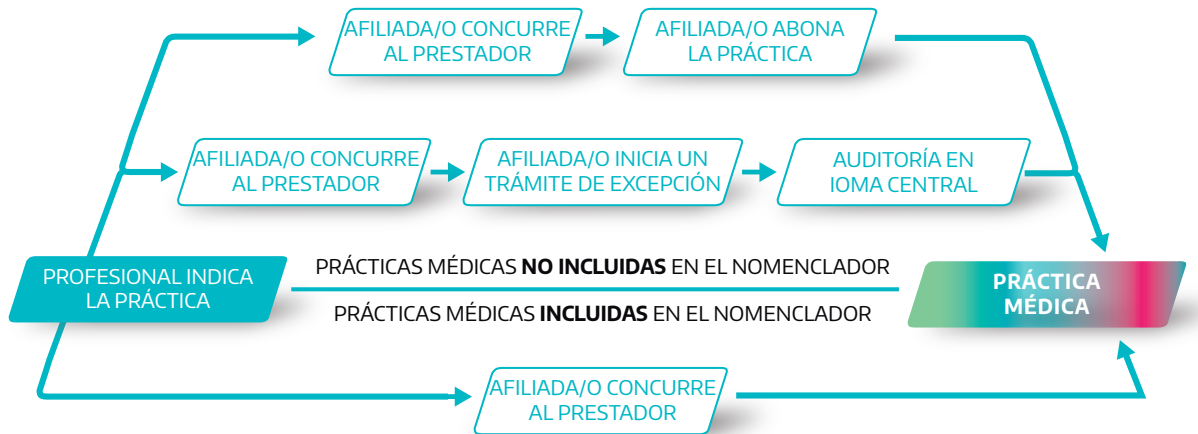 AFILIADA/O CONCURRE
AL PRESTADOR
AFILIADA/O ABONA
LA PRÁCTICA
AFILIADA/O CONCURRE
AL PRESTADOR
AFILIADA/O INICIA UN
TRÁMITE DE EXCEPCIÓN
AUDITORÍA EN
IOMA CENTRAL
PROFESIONAL INDICA
LA PRÁCTICA
PRÁCTICAS MÉDICAS NO INCLUIDAS EN EL NOMENCLADOR
PRÁCTICAS MÉDICAS INCLUIDAS EN EL NOMENCLADOR
PRÁCTICA
MÉDICA
AFILIADA/O CONCURRE
AL PRESTADOR